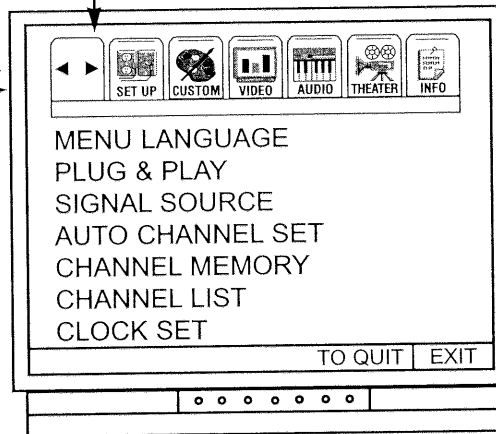 SET UP CUSTOM VIDEO AUDIO THEATER INFO
MENU LANGUAGE
PLUG & PLAY
SIGNAL SOURCE
AUTO CHANNEL SET
CHANNEL MEMORY
CHANNEL LIST
CLOCK SET
TO QUIT EXIT